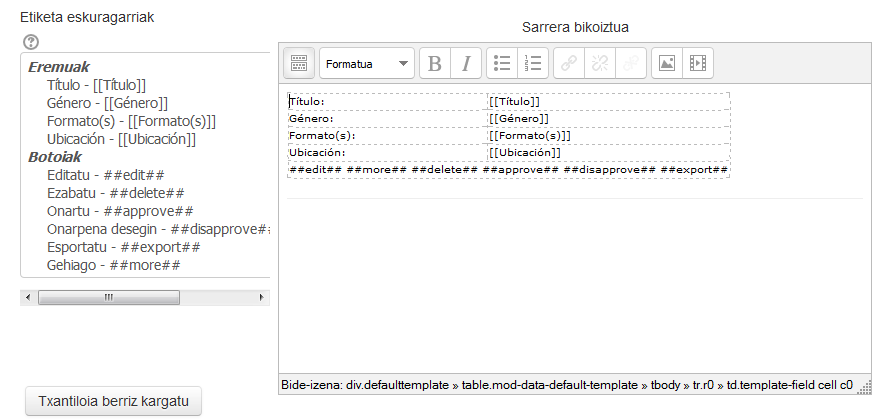 Etiketa eskuragarriak
Eremuak
Título - [[Título]]
Género - [[Género]]
Formato(s) - [[Formato(s)]]
Ubicación - [[Ubicación]]
Botoiak
Editatu - ##edit##
Ezabatu - ##delete##
Onartu - ##approve##
Onarpena desegin - ##disapprove##
Esportatu - ##export##
Gehiago - ##more##
Txantiloia berriz kargatu
Sarrera bikoiztua
Formatua
Título: [[Título]]
Género: [[Género]]
Formato(s): [[Formato(s)]]
Ubicación: [[Ubicación]]
##edit## ##more## ##delete## ##approve## ##disapprove## ##export##
Bide-izena: div.defaulttemplate » table.mod-data-default-template » tbody » tr.r0 » td.template-field cell c0